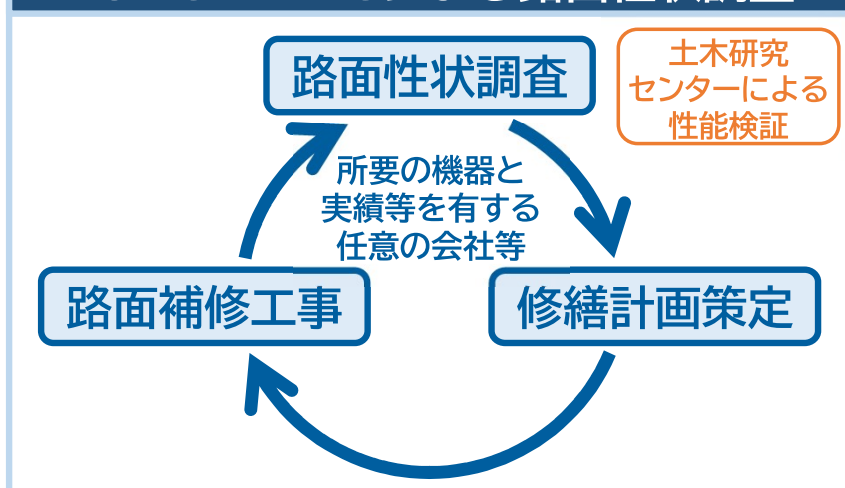 路面性状調査
土木研究
センターによる
性能検証
所要の機器と
実績等を有する
任意の会社等
路面補修工事
修繕計画策定